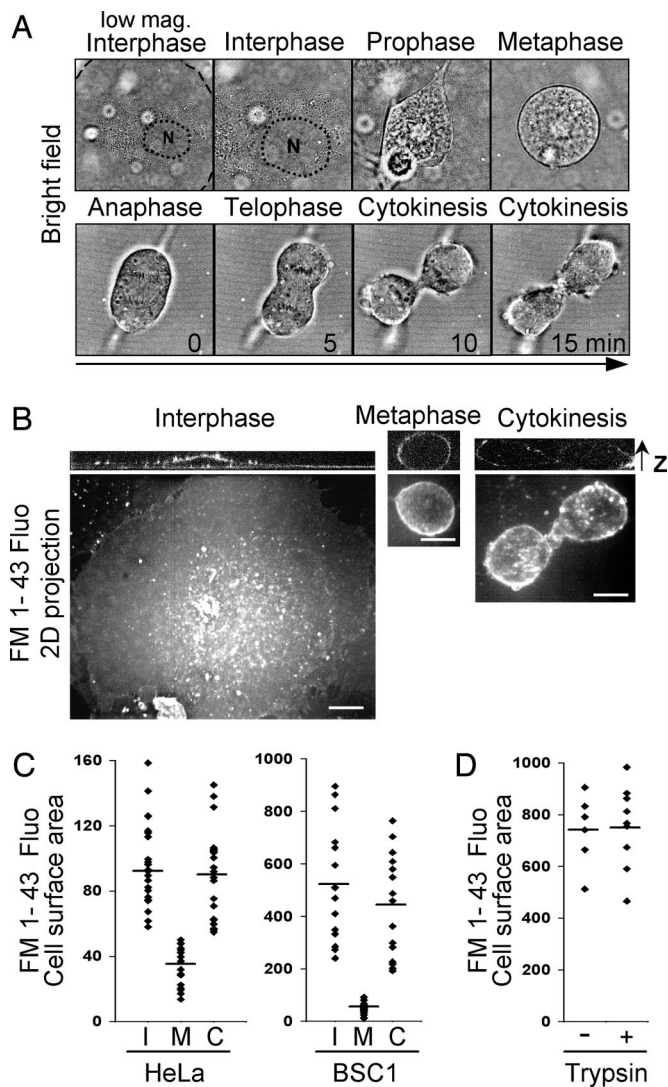 A
low mag.
Interphase Interphase Prophase Metaphase
N N
Bright field
Anaphase Telophase Cytokinesis Cytokinesis
0 5 10 15 min
B
Interphase Metaphase Cytokinesis
z
FM 1-43 Fluo
2D projection
C
FM 1-43 Fluo
Cell surface area
160
120
80
40
0
I M C
HeLa
1000
800
600
400
200
0
I M C
BSC1
D
FM 1-43 Fluo
Cell surface area
1000
800
600
400
200
0
- +
Trypsin